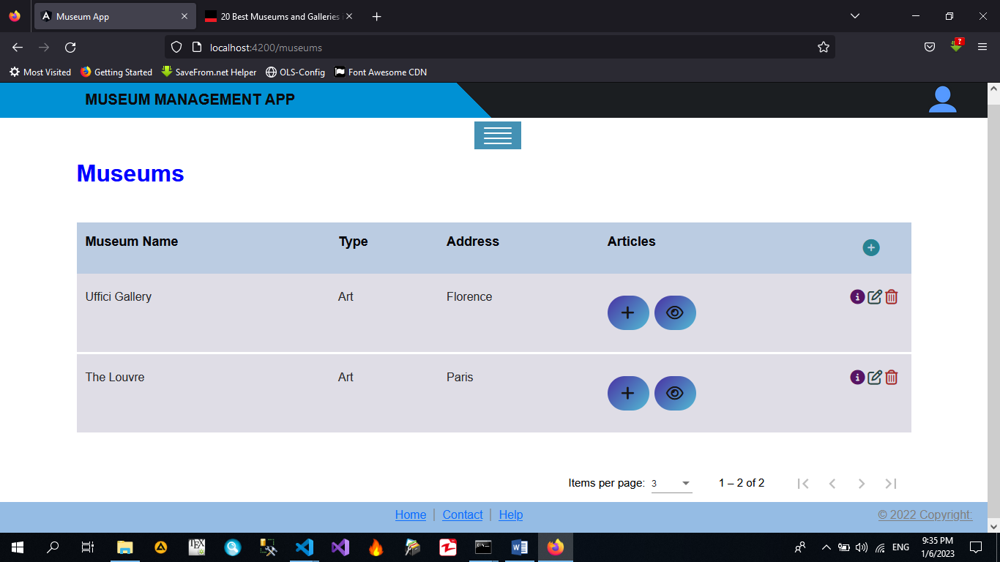 Museum App
20 Best Museums and Galleries
localhost:4200/museums
Most Visited Getting Started SaveFrom.net Helper OLS-Config Font Awesome CDN
MUSEUM MANAGEMENT APP
Museums
Museum Name Type Address Articles
Uffici Gallery Art Florence
The Louvre Art Paris
Items per page: 3 1 – 2 of 2
Home | Contact | Help © 2022 Copyright:
ENG
9:35 PM
1/6/2023